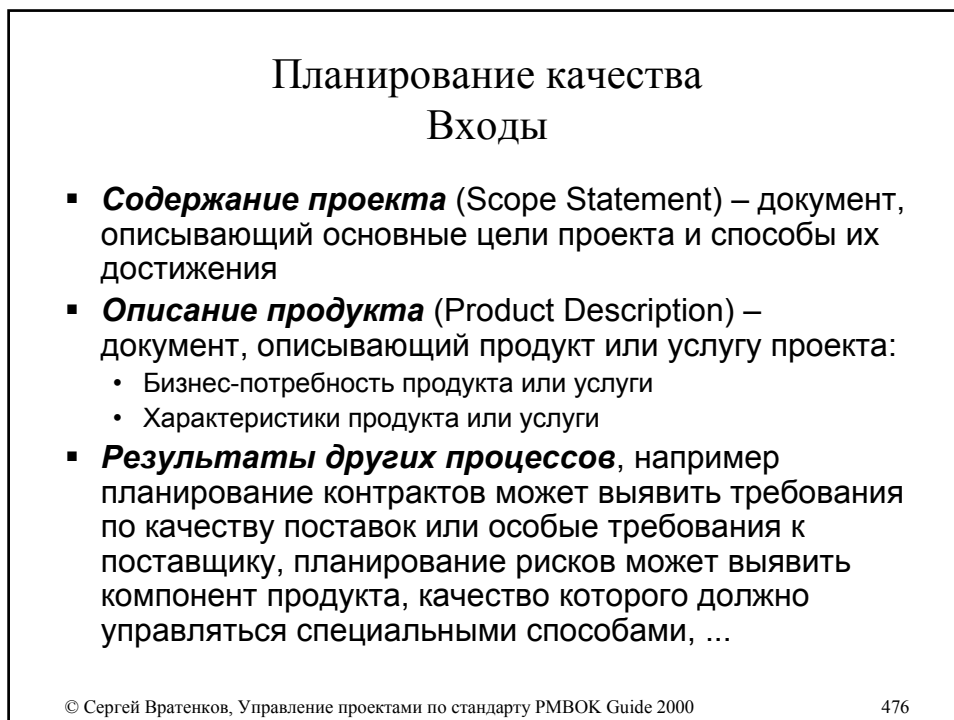 Планирование качества
Входы
▪ Содержание проекта (Scope Statement) – документ,
описывающий основные цели проекта и способы их
достижения
▪ Описание продукта (Product Description) –
документ, описывающий продукт или услугу проекта:
• Бизнес-потребность продукта или услуги
• Характеристики продукта или услуги
▪ Результаты других процессов, например
планирование контрактов может выявить требования
по качеству поставок или особые требования к
поставщику, планирование рисков может выявить
компонент продукта, качество которого должно
управляться специальными способами, ...
© Сергей Вратенков, Управление проектами по стандарту PMBOK Guide 2000 476